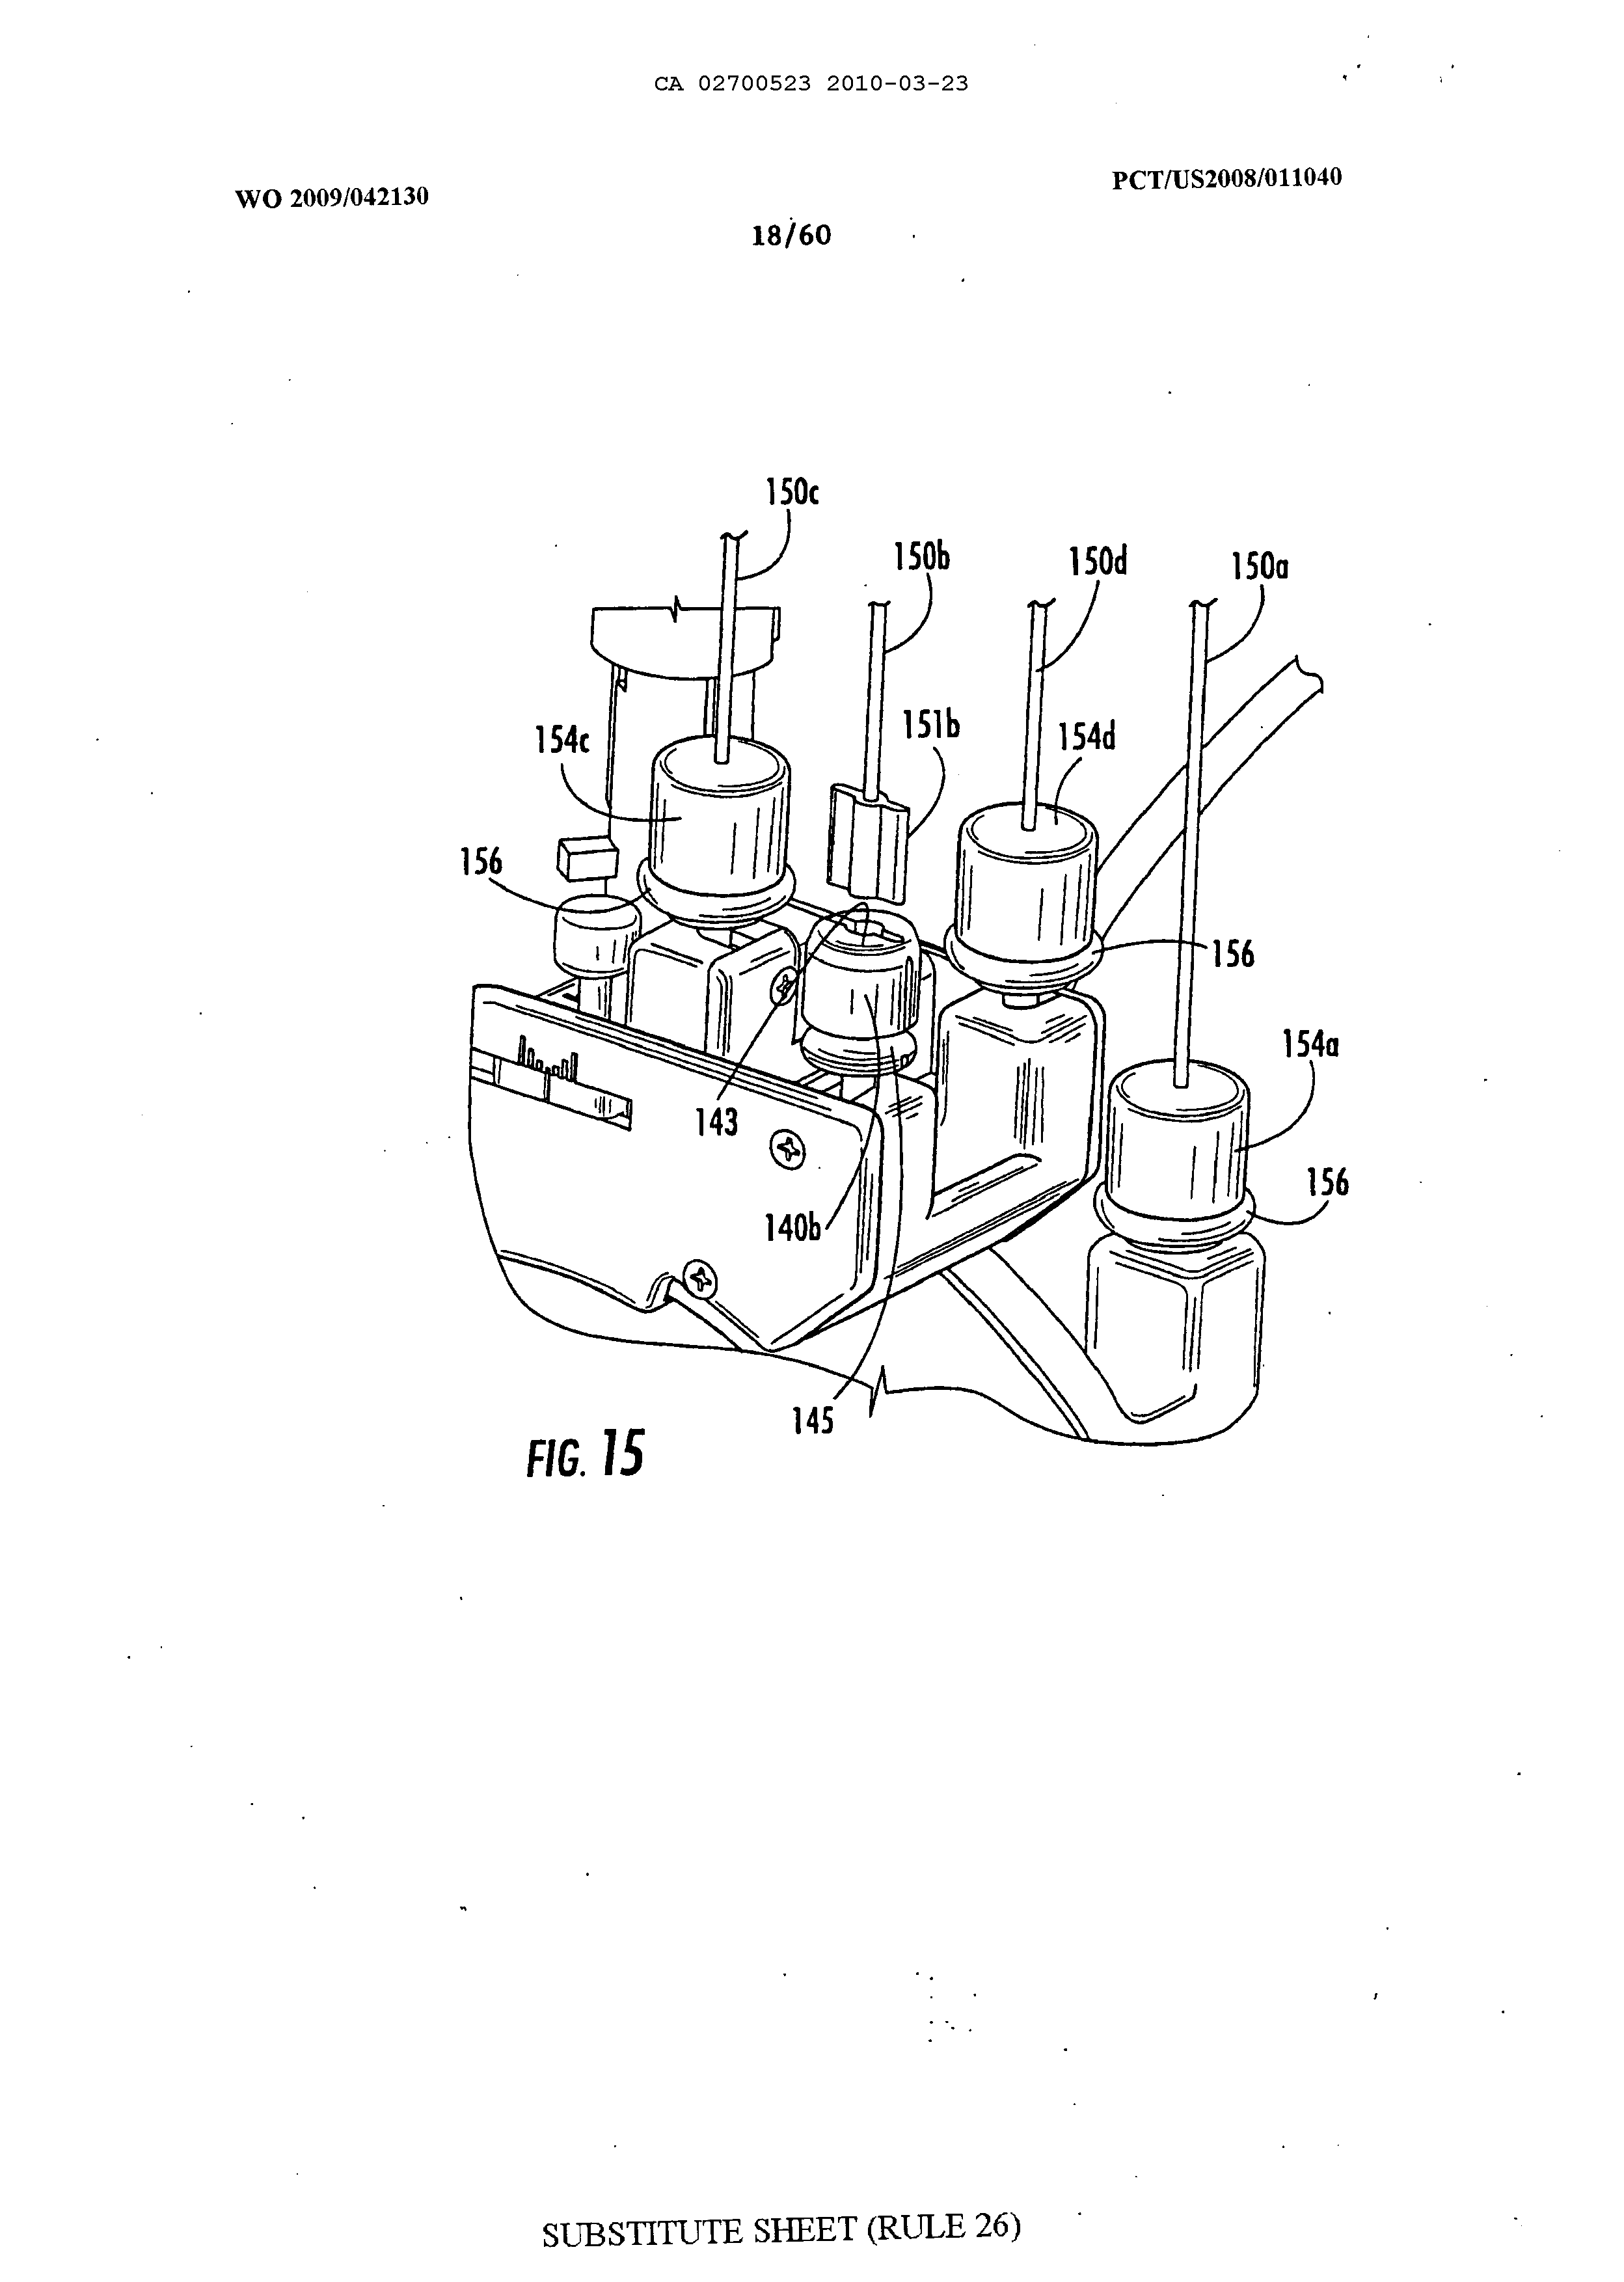 CA 02700523 2010-03-23
WO 2009/042130
PCT/US2008/011040
18/60
150c
150b
150d
150a
151b
154c
154d
156
156
154a
143
156
140b
145
FIG. 15
SUBSTITUTE SHEET (RULE 26)